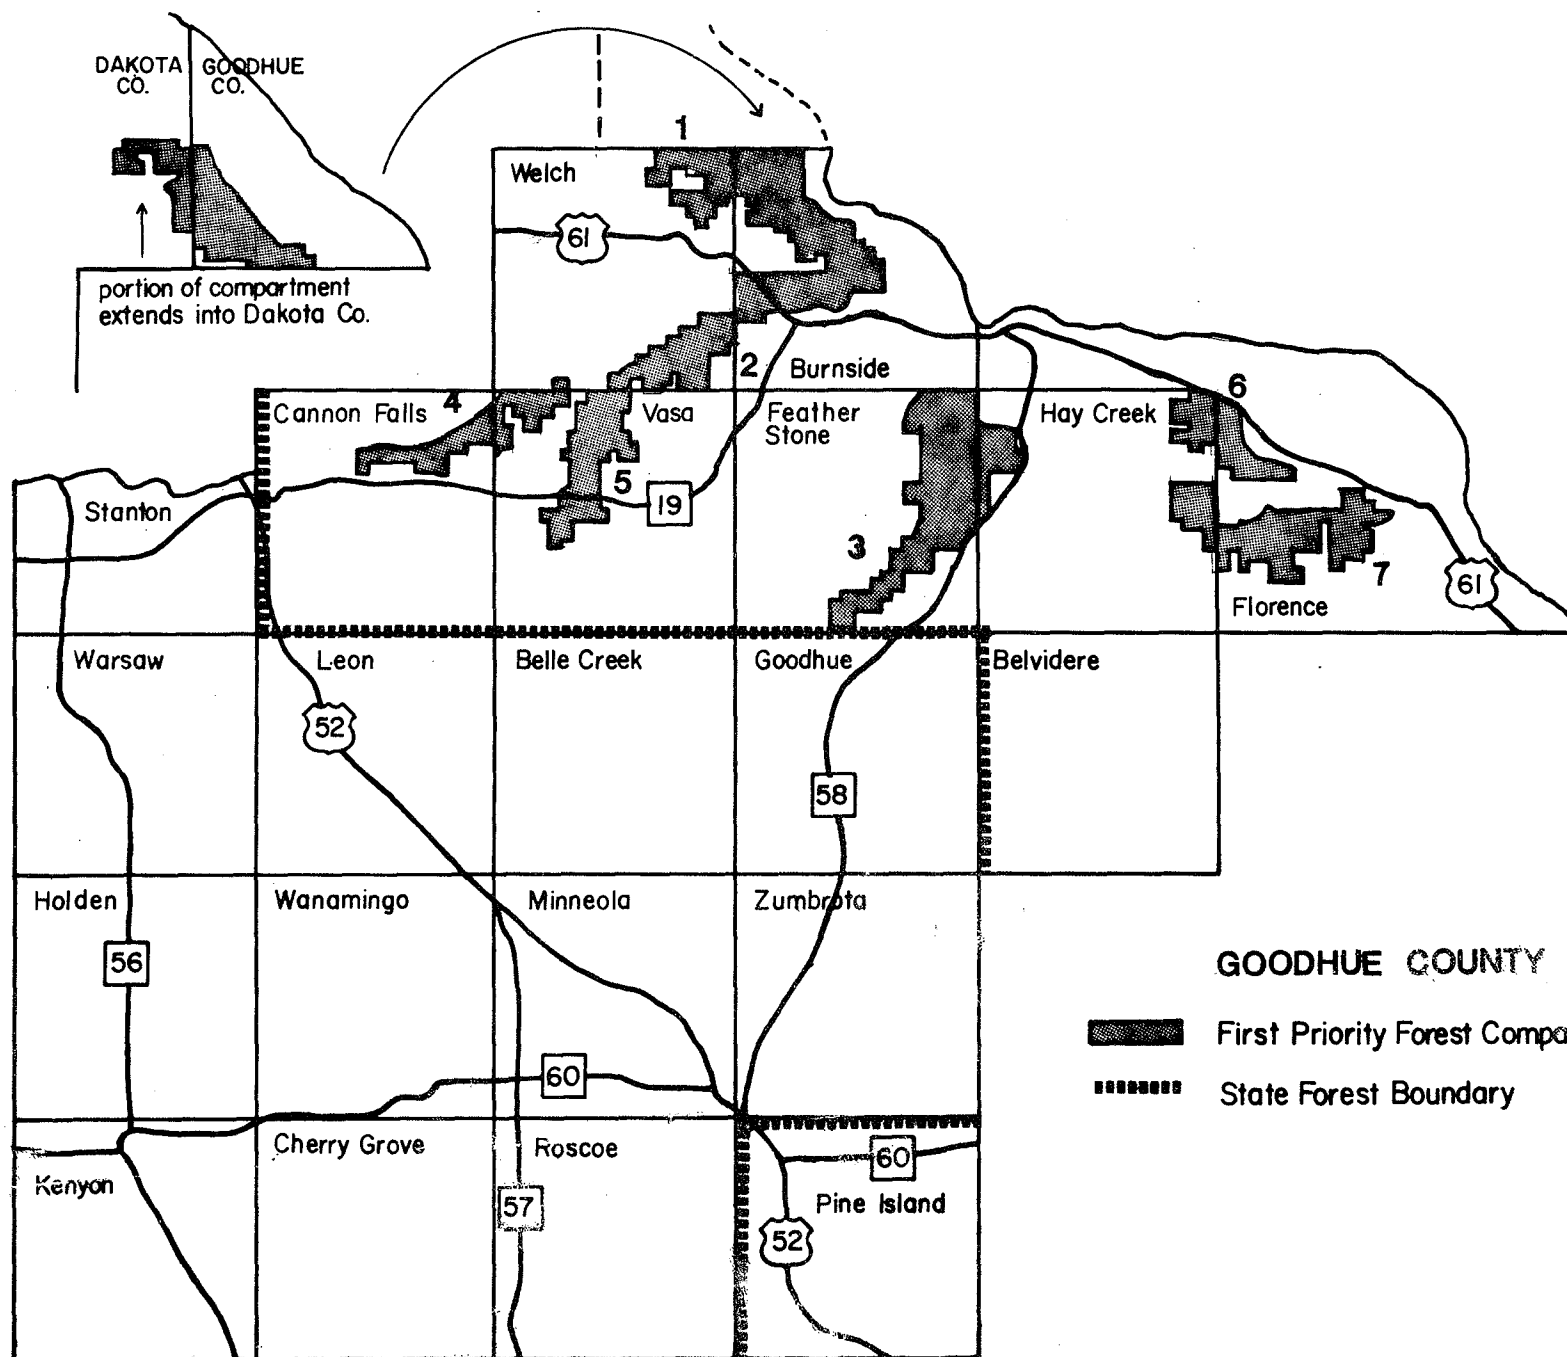 DAKOTA CO.
GOODHUE CO.
portion of compartment
extends into Dakota Co.
1
Welch
61
2
Burnside
Cannon Falls
4
Vasa
Feather
Stone
Hay Creek
6
Stanton
5
19
3
7
61
Florence
Warsaw
Leon
Belle Creek
Goodhue
Belvidere
52
58
Holden
Wanamingo
Minneola
Zumbrota
56
GOODHUE COUNTY
First Priority Forest Compa
State Forest Boundary
60
Cherry Grove
Roscoe
60
Kenyon
57
Pine Island
52